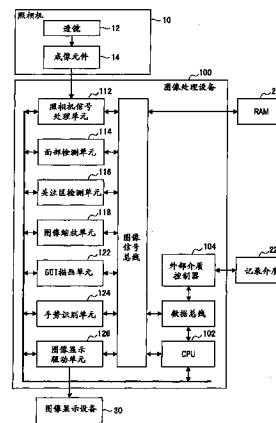 照相机
10
透镜
12
成像元件
14
100
图像处理设备
112
照相机信号
处理单元
114
面部检测单元
116
关注区检测单元
118
图像缩放单元
122
GUI描画单元
124
手势识别单元
126
图像显示
驱动单元
图像
信号
总线
RAM
104
外部介质
控制器
22
记录介质
数据总线
102
CPU
图像显示设备
30